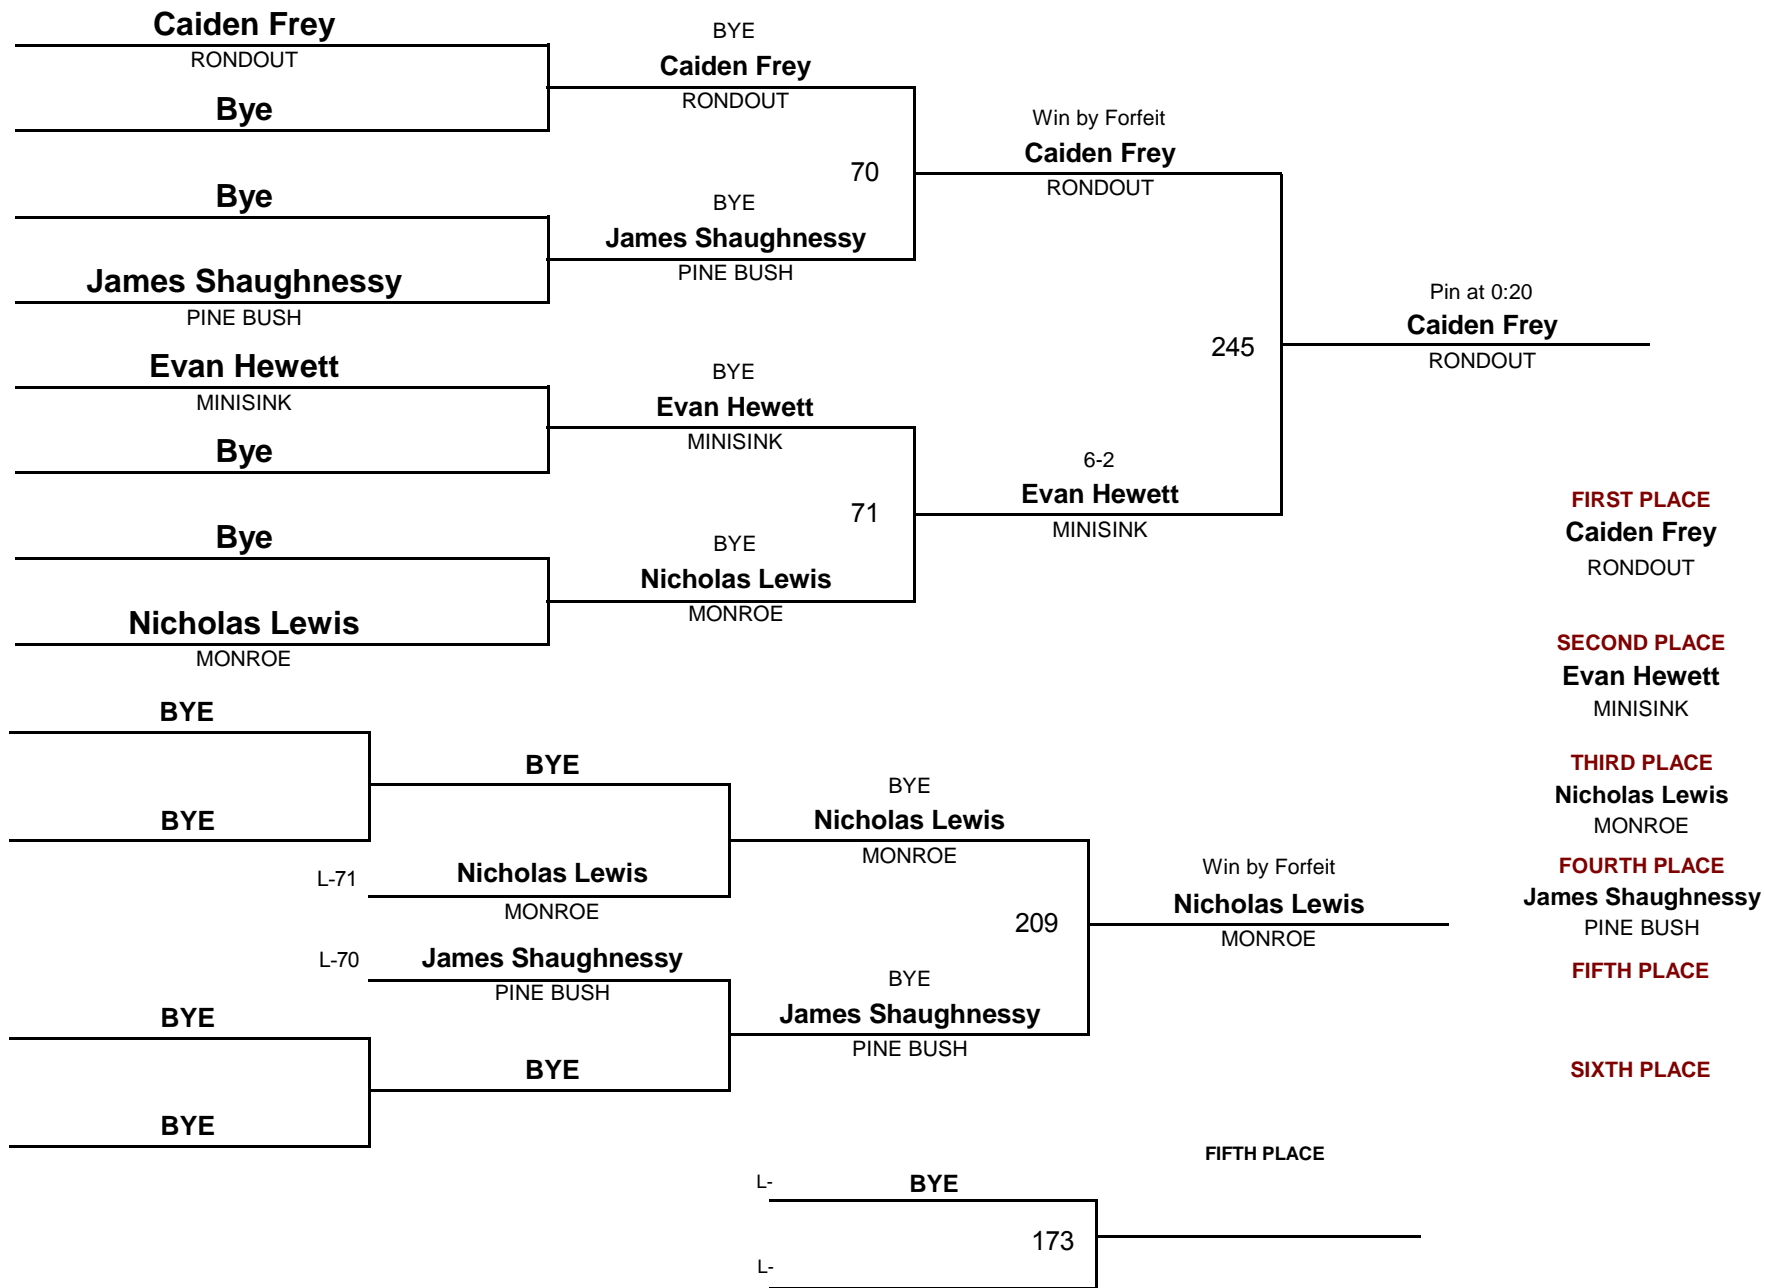 Caiden Frey
RONDOUT
Bye
Bye
James Shaughnessy
PINE BUSH
Evan Hewett
MINISINK
Bye
Bye
Nicholas Lewis
MONROE
BYE
Caiden Frey
RONDOUT
70
BYE
James Shaughnessy
PINE BUSH
BYE
Evan Hewett
MINISINK
71
BYE
Nicholas Lewis
MONROE
Win by Forfeit
Caiden Frey
RONDOUT
245
6-2
Evan Hewett
MINISINK
Pin at 0:20
Caiden Frey
RONDOUT
FIRST PLACE
Caiden Frey
RONDOUT
SECOND PLACE
Evan Hewett
MINISINK
THIRD PLACE
Nicholas Lewis
MONROE
FOURTH PLACE
James Shaughnessy
PINE BUSH
FIFTH PLACE
SIXTH PLACE
BYE
BYE
BYE
L-71
Nicholas Lewis
MONROE
L-70
James Shaughnessy
PINE BUSH
BYE
BYE
BYE
BYE
Nicholas Lewis
MONROE
209
BYE
James Shaughnessy
PINE BUSH
Win by Forfeit
Nicholas Lewis
MONROE
FIFTH PLACE
L-
BYE
173
L-